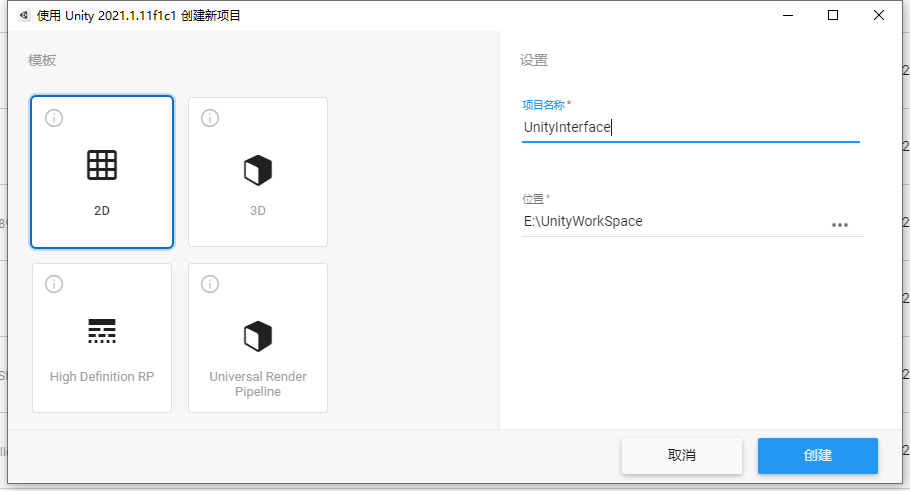 使用 Unity 2021.1.11f1c1 创建新项目
模板
设置
2D
3D
High Definition RP
Universal Render
Pipeline
项目名称*
UnityInterface
位置*
E:\UnityWorkSpace
取消
创建